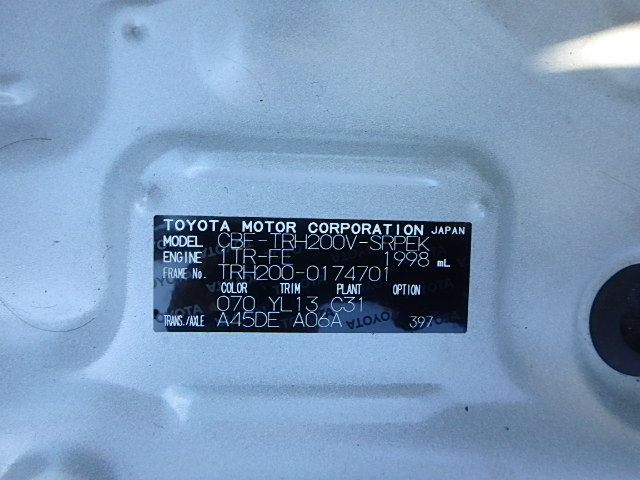 TOYOTA MOTOR CORPORATION JAPAN
MODEL CBF-TRH200V-SRPEK
ENGINE 1TR-FE 1998 mL
FRAME No. TRH200-0174701
COLOR TRIM PLANT OPTION
070 YL13 C31
TRANS./AXLE A45DE A06A 397